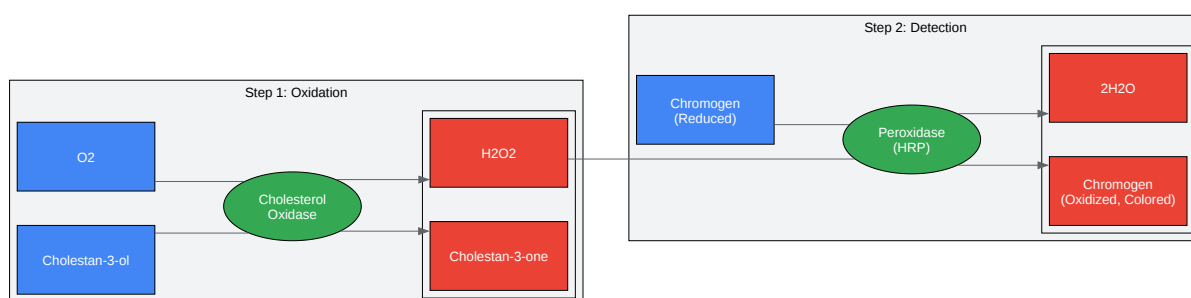 Step 1: Oxidation
O2
Cholestan-3-ol
Cholesterol
Oxidase
H2O2
Cholestan-3-one
Step 2: Detection
Chromogen
(Reduced)
Peroxidase
(HRP)
2H2O
Chromogen
(Oxidized, Colored)